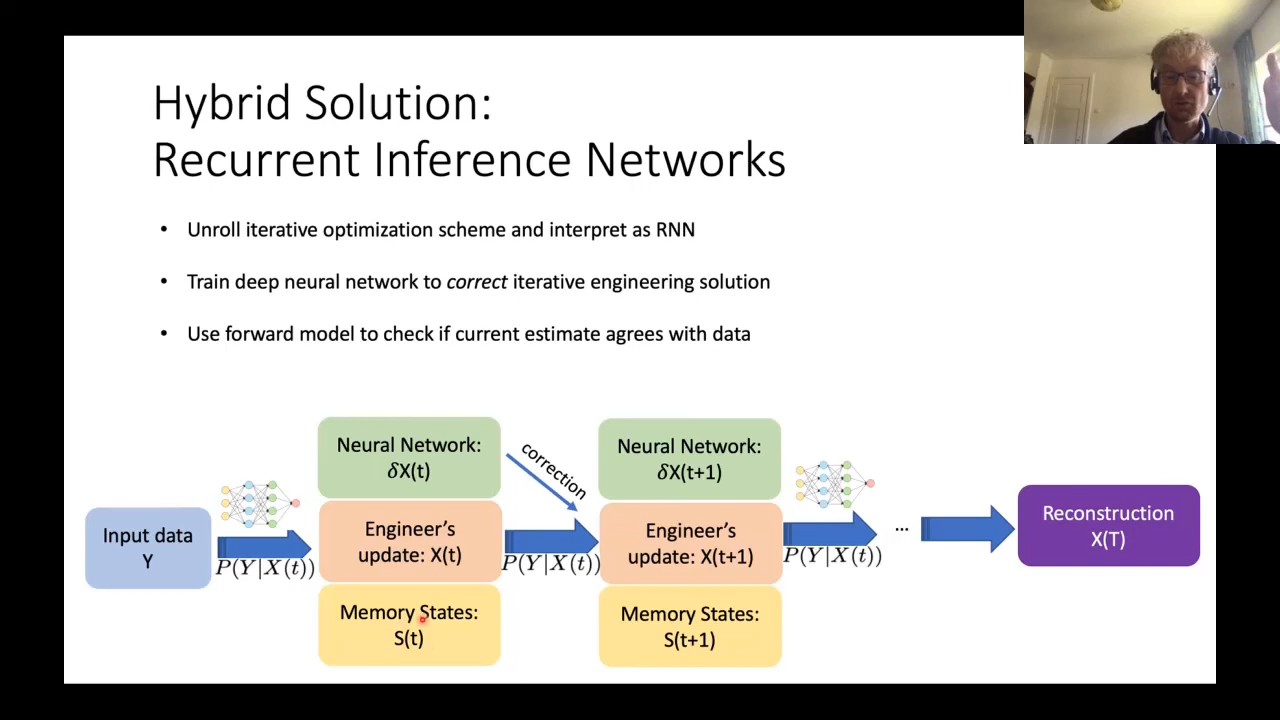 Hybrid Solution:
Recurrent Inference Networks
• Unroll iterative optimization scheme and interpret as RNN
• Train deep neural network to correct iterative engineering solution
• Use forward model to check if current estimate agrees with data
Input data
Y
P(Y|X(t))
Neural Network:
δX(t)
Engineer’s
update: X(t)
Memory States:
S(t)
correction
P(Y|X(t))
Neural Network:
δX(t+1)
Engineer’s
update: X(t+1)
Memory States:
S(t+1)
P(Y|X(t))
...
Reconstruction
X(T)